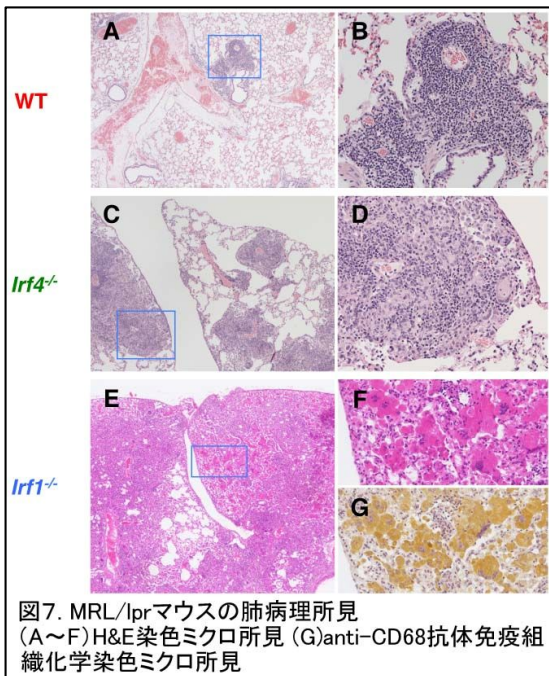 A
B
WT
C
D
Irf4-/-
E
F
Irf1-/-
G
図7. MRL/lprマウスの肺病理所見
(A～F)H&E染色ミクロ所見 (G)anti-CD68抗体免疫組
織化学染色ミクロ所見